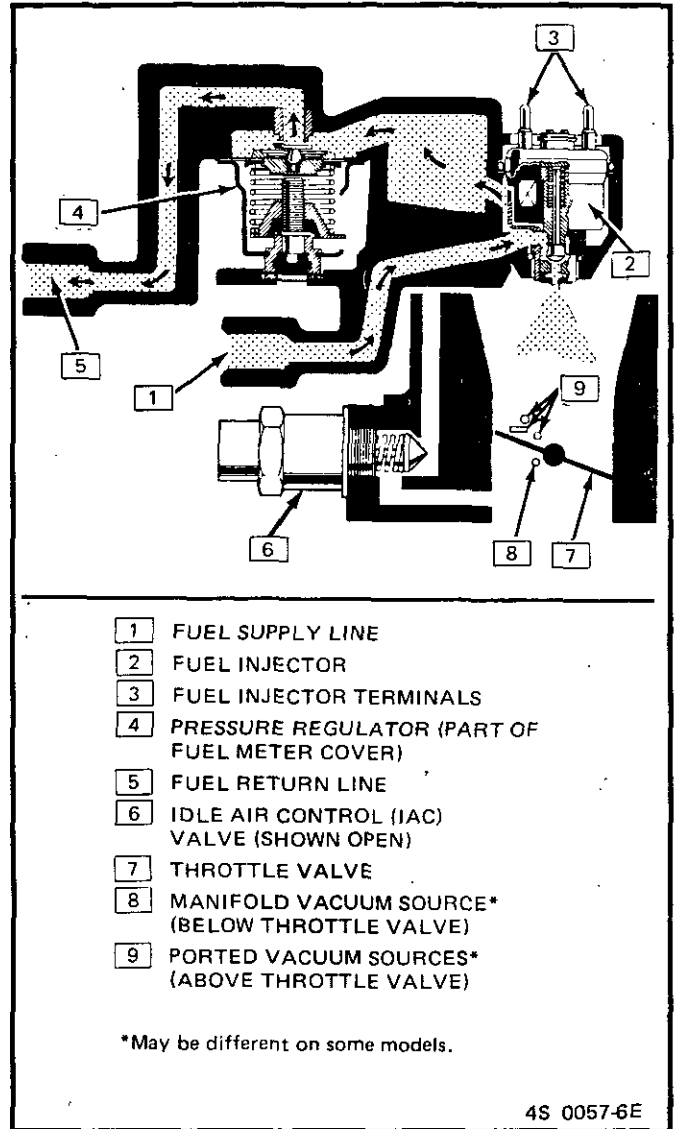 3
4
2
5
1
9
6
8
7
1 FUEL SUPPLY LINE
2 FUEL INJECTOR
3 FUEL INJECTOR TERMINALS
4 PRESSURE REGULATOR (PART OF
FUEL METER COVER)
5 FUEL RETURN LINE
6 IDLE AIR CONTROL (IAC)
VALVE (SHOWN OPEN)
7 THROTTLE VALVE
8 MANIFOLD VACUUM SOURCE*
(BELOW THROTTLE VALVE)
9 PORTED VACUUM SOURCES*
(ABOVE THROTTLE VALVE)
*May be different on some models.
4S 0057-6E